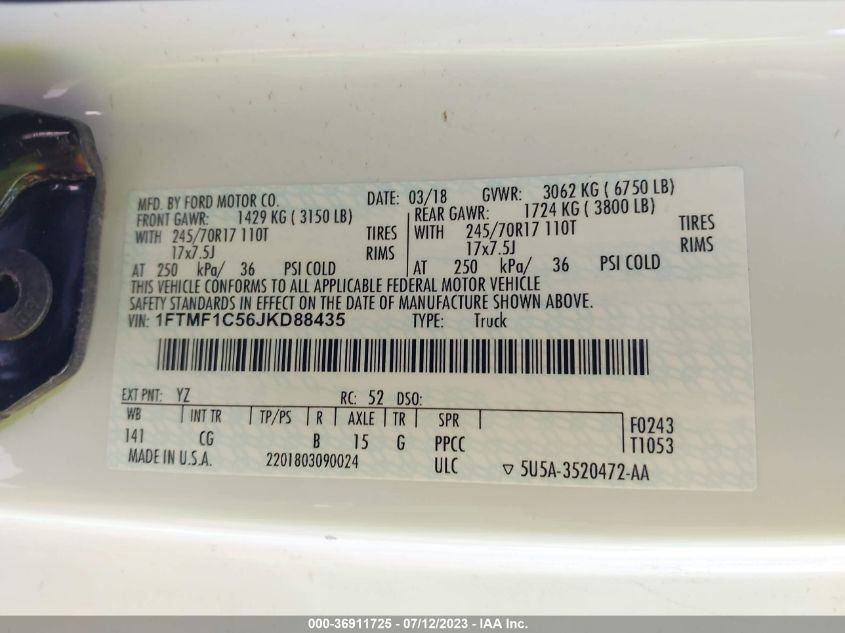 MFD. BY FORD MOTOR CO. DATE: 03/18 GVWR: 3062 KG ( 6750 LB)
FRONT GAWR: 1429 KG ( 3150 LB) REAR GAWR: 1724 KG ( 3800 LB)
WITH 245/70R17 110T TIRES WITH 245/70R17 110T TIRES
17x7.5J RIMS 17x7.5J RIMS
AT 250 kPa/ 36 PSI COLD AT 250 kPa/ 36 PSI COLD
THIS VEHICLE CONFORMS TO ALL APPLICABLE FEDERAL MOTOR VEHICLE
SAFETY STANDARDS IN EFFECT ON THE DATE OF MANUFACTURE SHOWN ABOVE.
VIN: 1FTMF1C56JKD88435 TYPE: Truck
EXT PNT: YZ RC: 52 DSO:
WB INT TR TP/PS R AXLE TR SPR F0243
141 CG B 15 G PPCC T1053
MADE IN U.S.A. 2201803090024 ULC ▽ 5U5A-3520472-AA
000-36911725 - 07/12/2023 - IAA Inc.